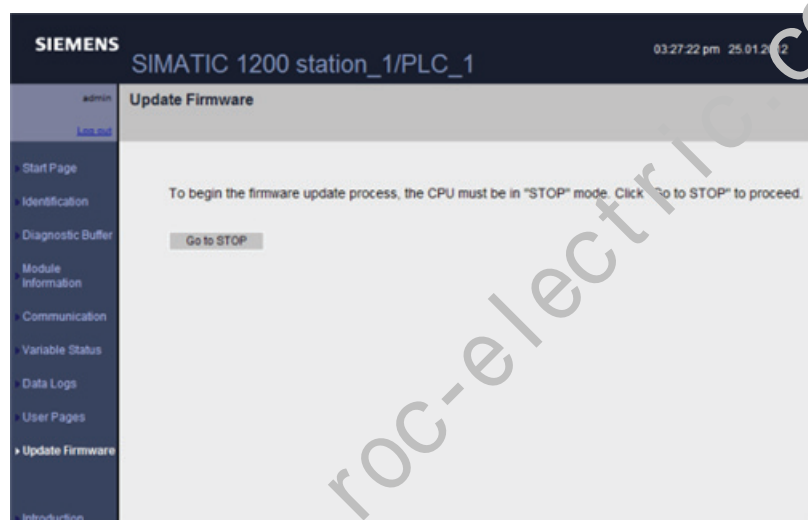 SIEMENS
SIMATIC 1200 station_1/PLC_1
03:27:22 pm
admin
Log out
Update Firmware
Start Page
Identification
Diagnostic Buffer
Module
Information
Communication
Variable Status
Data Logs
User Pages
Update Firmware
Introduction
To begin the firmware update process, the CPU must be in "STOP" mode. Click "Go to STOP" to proceed.
Go to STOP
roc-electric.c